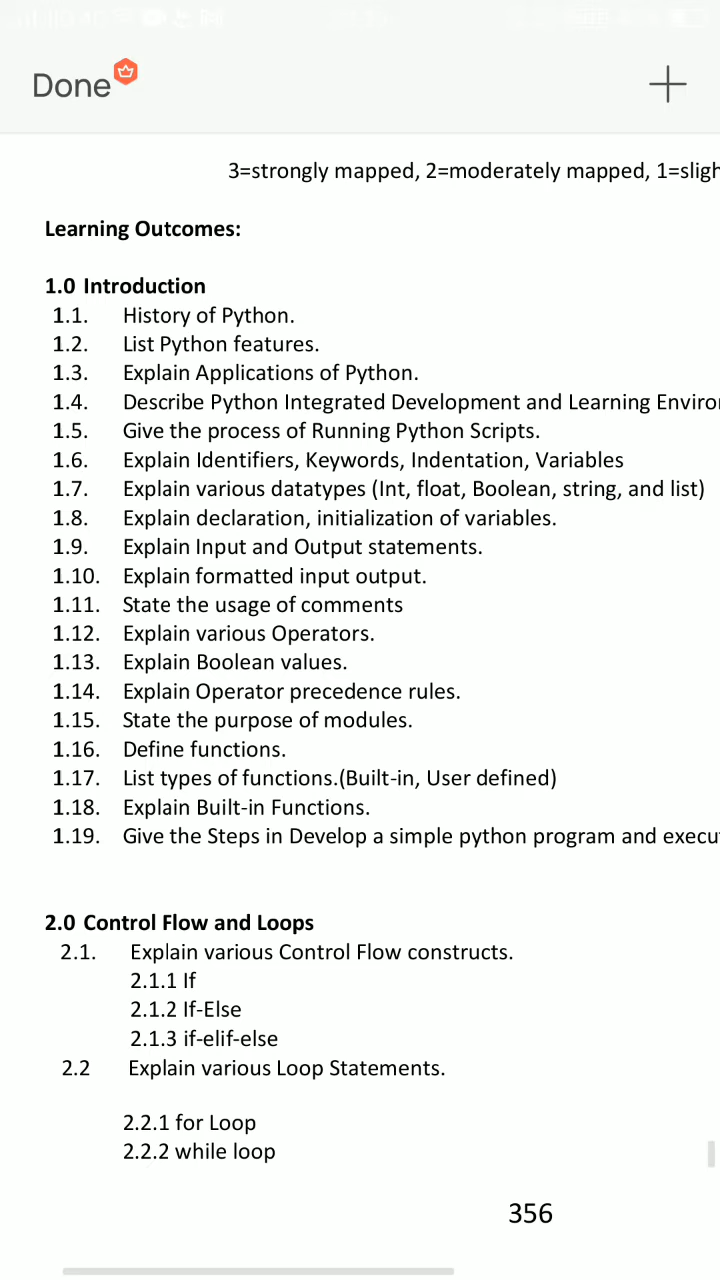 Done
3=strongly mapped, 2=moderately mapped, 1=sligh
Learning Outcomes:
1.0 Introduction
1.1. History of Python.
1.2. List Python features.
1.3. Explain Applications of Python.
1.4. Describe Python Integrated Development and Learning Enviro
1.5. Give the process of Running Python Scripts.
1.6. Explain Identifiers, Keywords, Indentation, Variables
1.7. Explain various datatypes (Int, float, Boolean, string, and list)
1.8. Explain declaration, initialization of variables.
1.9. Explain Input and Output statements.
1.10. Explain formatted input output.
1.11. State the usage of comments
1.12. Explain various Operators.
1.13. Explain Boolean values.
1.14. Explain Operator precedence rules.
1.15. State the purpose of modules.
1.16. Define functions.
1.17. List types of functions.(Built-in, User defined)
1.18. Explain Built-in Functions.
1.19. Give the Steps in Develop a simple python program and execu
2.0 Control Flow and Loops
2.1. Explain various Control Flow constructs.
2.1.1 If
2.1.2 If-Else
2.1.3 if-elif-else
2.2 Explain various Loop Statements.
2.2.1 for Loop
2.2.2 while loop
356